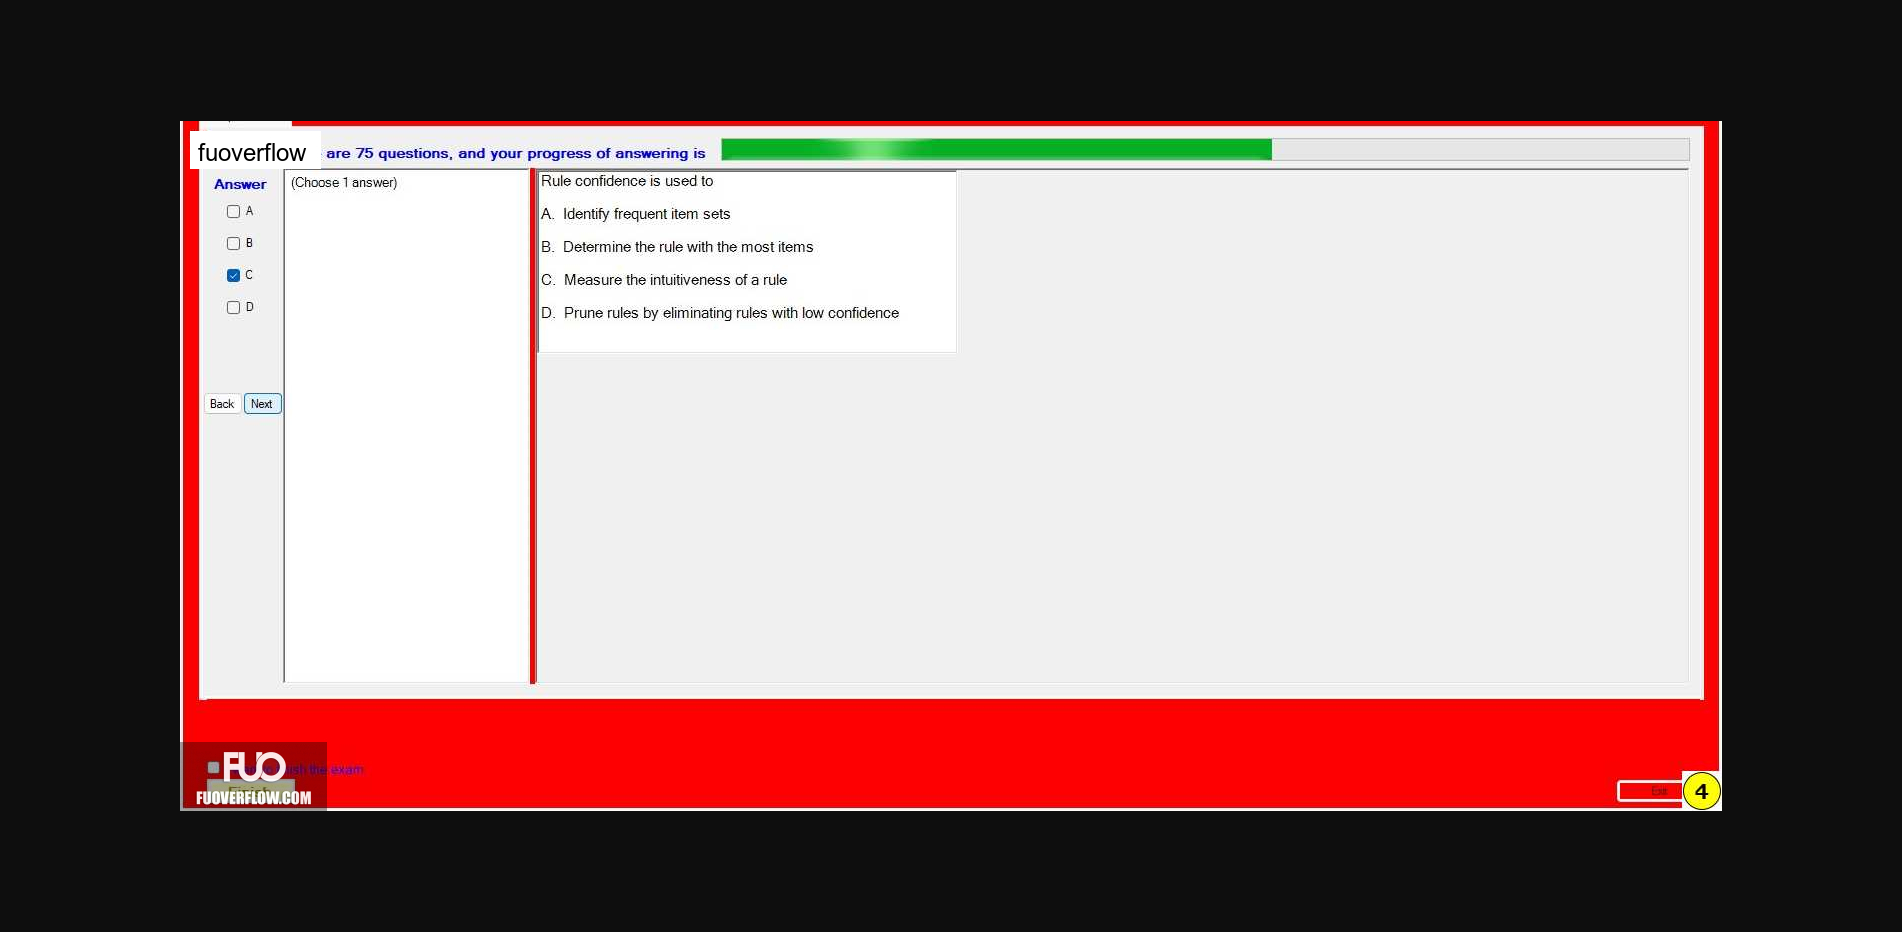 fuoverflow are 75 questions, and your progress of answering is
Answer
(Choose 1 answer)
A
B
C
D
Back Next
Rule confidence is used to
A. Identify frequent item sets
B. Determine the rule with the most items
C. Measure the intuitiveness of a rule
D. Prune rules by eliminating rules with low confidence
FUO
the exam
FUOVERFLOW.COM
Exit
4